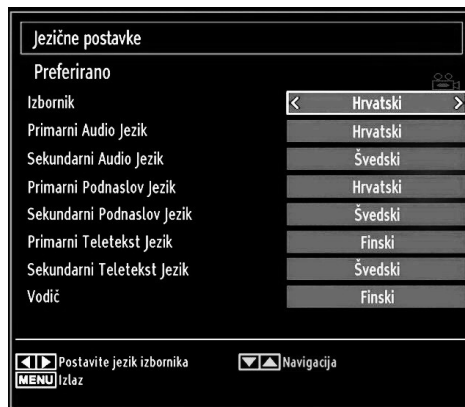 Jezične postavke
Preferirano
Izbornik < Hrvatski >
Primarni Audio Jezik Hrvatski
Sekundarni Audio Jezik Švedski
Primarni Podnaslov Jezik Hrvatski
Sekundarni Podnaslov Jezik Švedski
Primarni Teletekst Jezik Finski
Sekundarni Teletekst Jezik Švedski
Vodič Finski
Postavite jezik izbornika Navigacija
MENU Izlaz